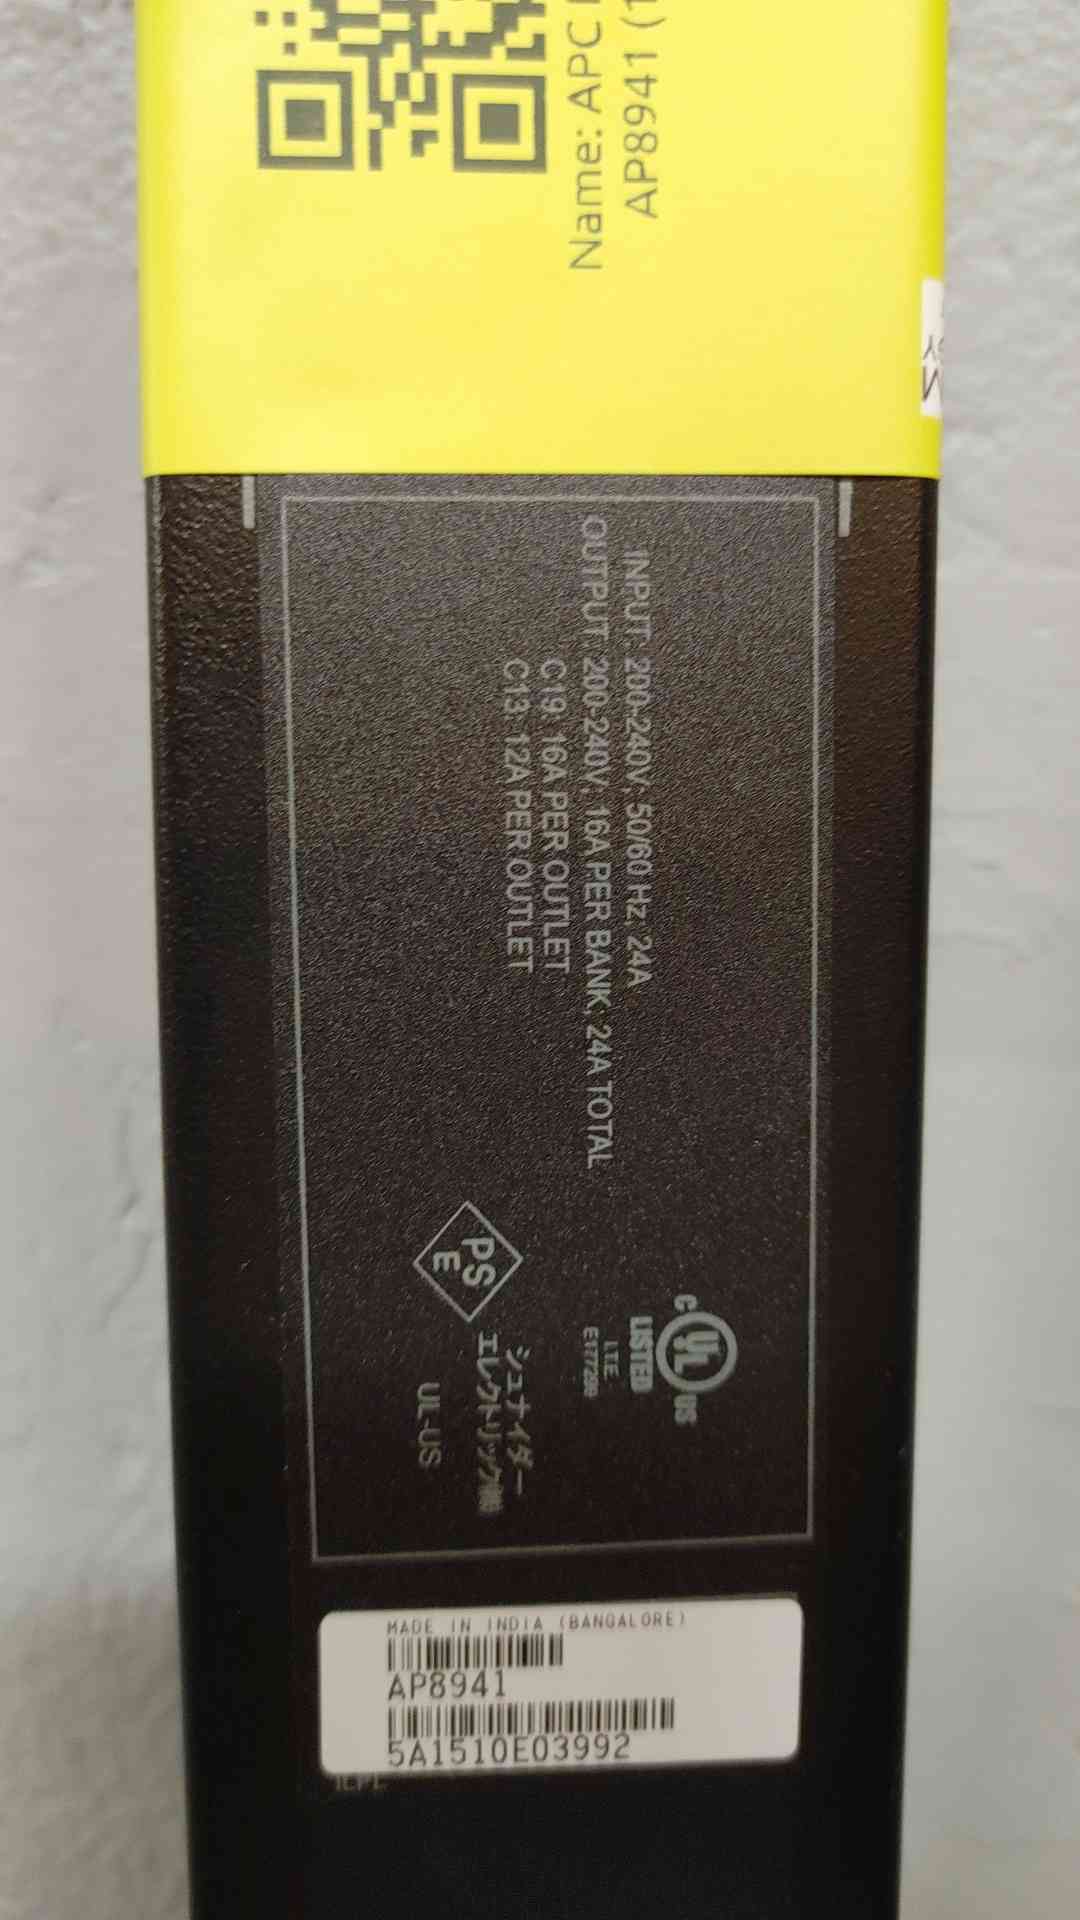 Name: APC
AP8941 (
INPUT: 200-240V; 50/60 Hz; 24A
OUTPUT: 200-240V; 16A PER BANK; 24A TOTAL
C19: 16A PER OUTLET
C13: 12A PER OUTLET
C UL US
LISTED
I.T.E.
PS
E
シュナイダー
エレクトリック
UL-US
MADE IN INDIA (BANGALORE)
AP8941
5A1510E03992